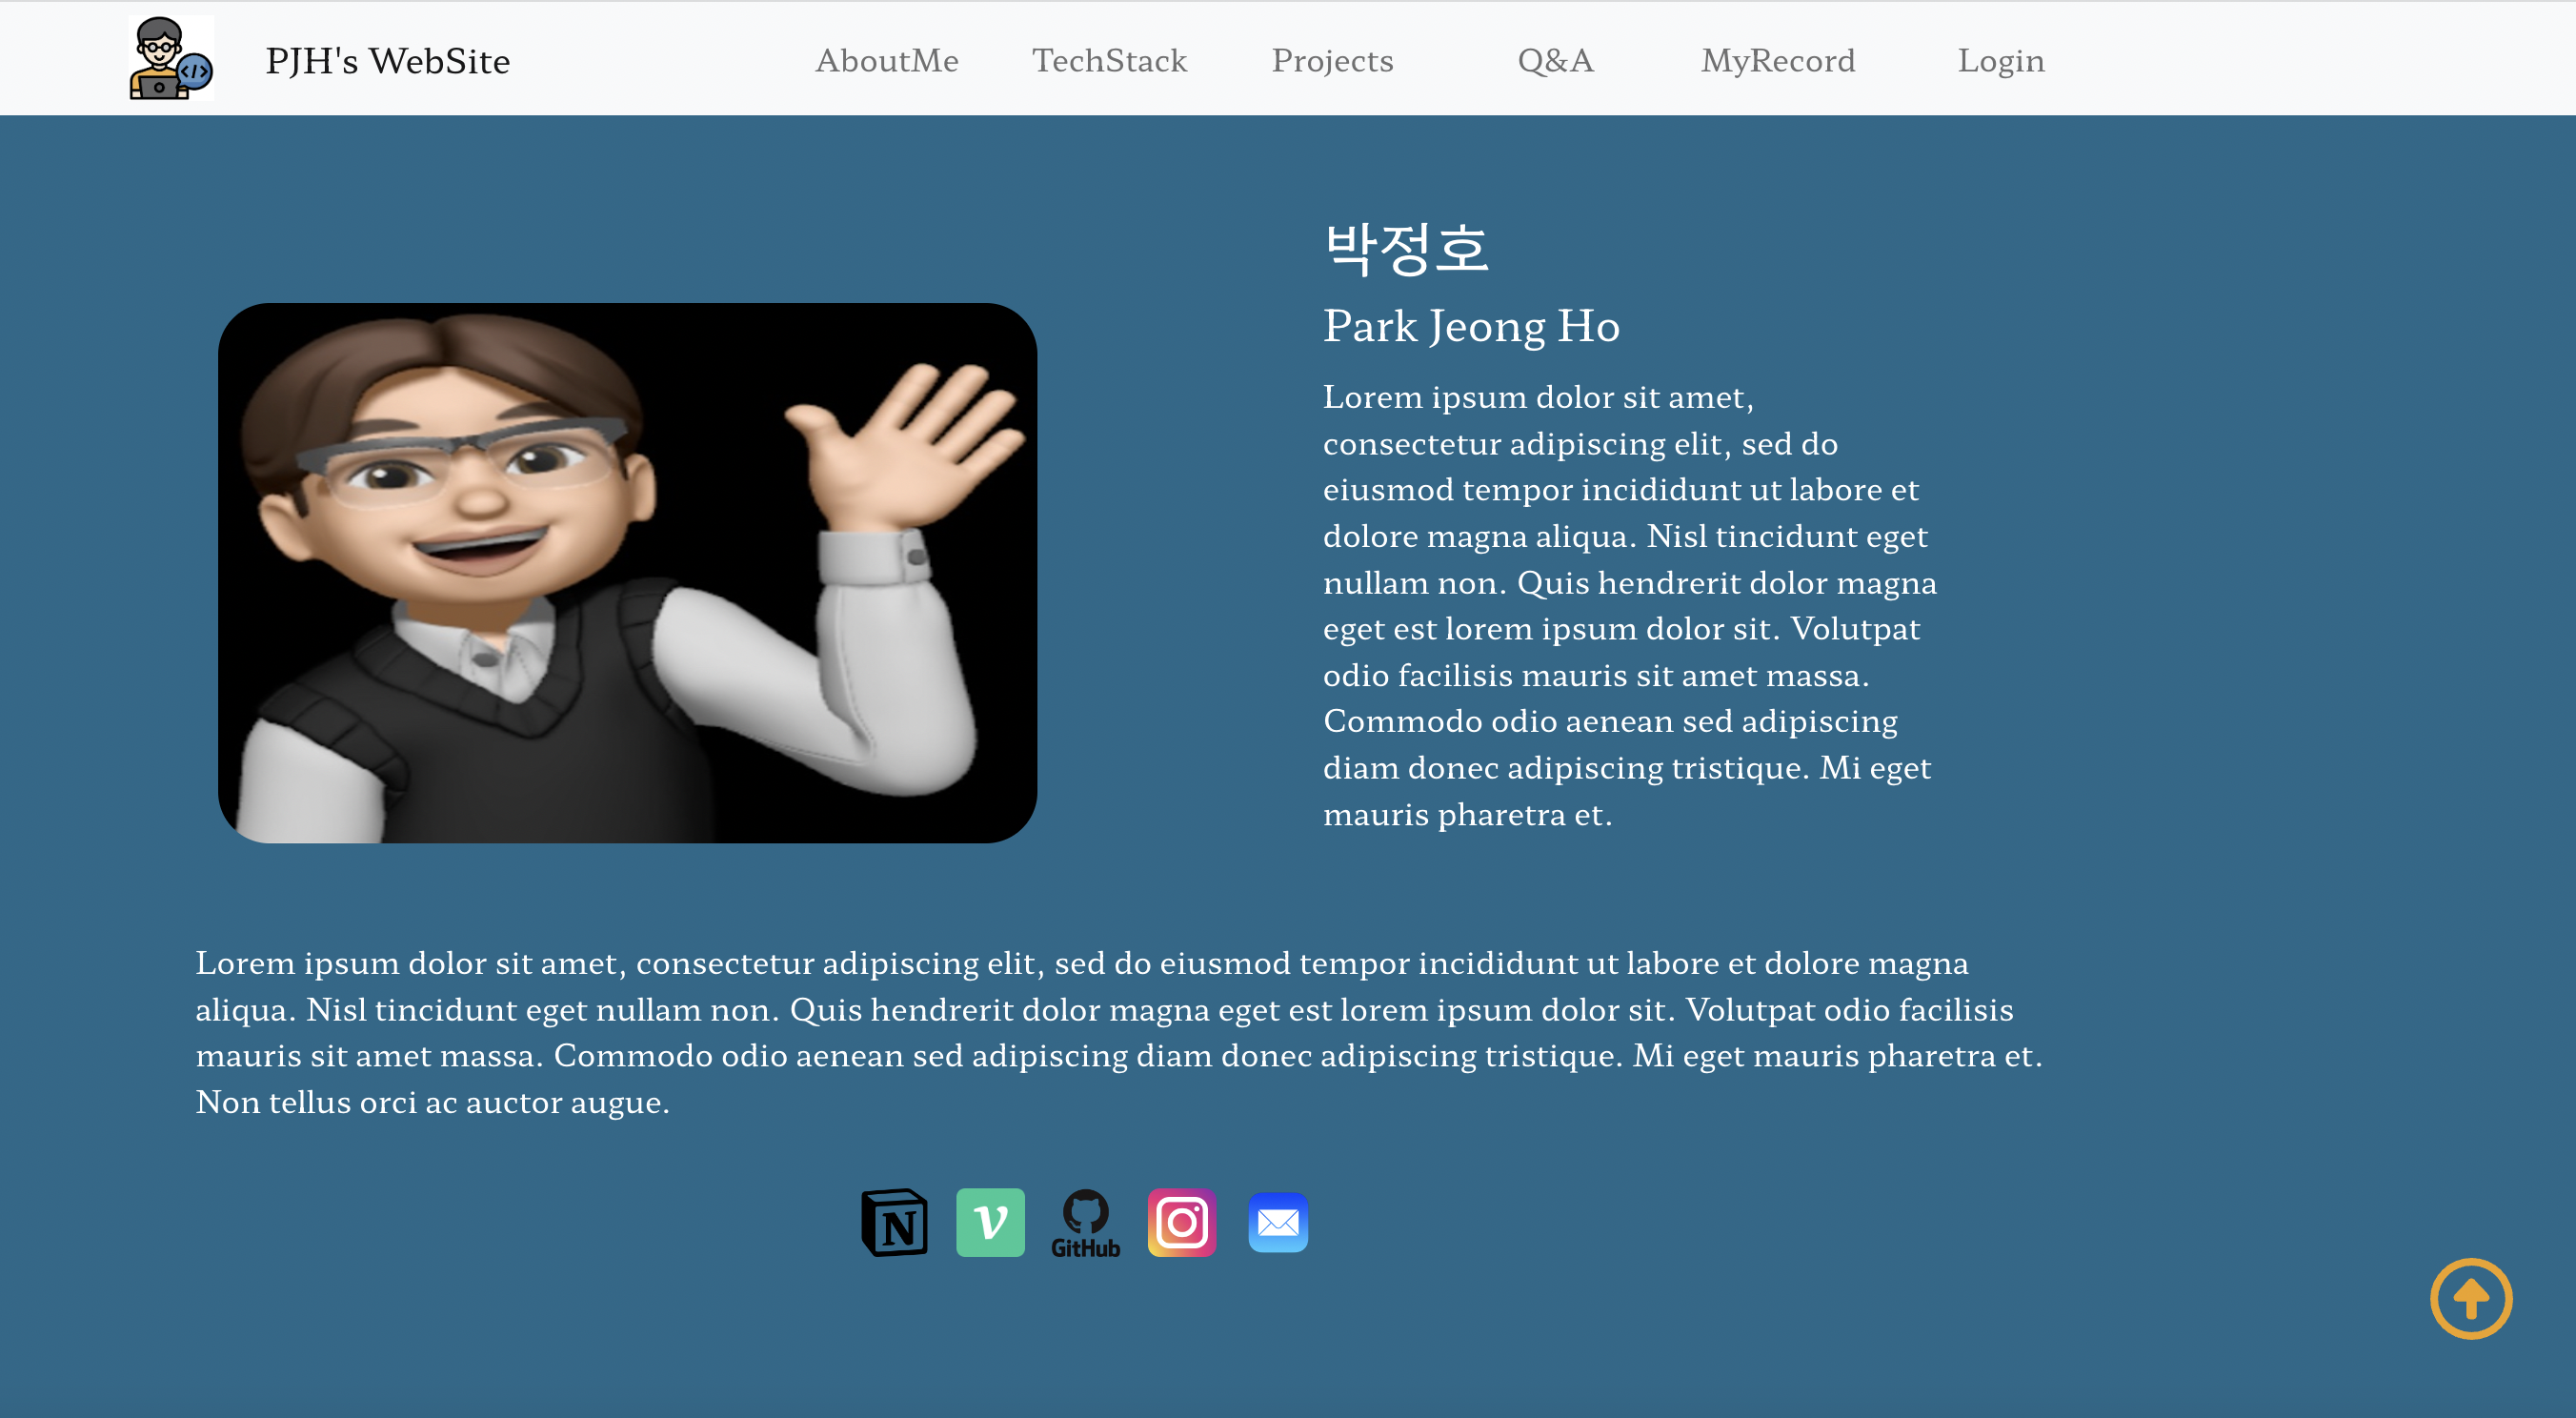 PJH's WebSite
AboutMe
TechStack
Projects
Q&A
MyRecord
Login
박정호
Park Jeong Ho
Lorem ipsum dolor sit amet,
consectetur adipiscing elit, sed do
eiusmod tempor incididunt ut labore et
dolore magna aliqua. Nisl tincidunt eget
nullam non. Quis hendrerit dolor magna
eget est lorem ipsum dolor sit. Volutpat
odio facilisis mauris sit amet massa.
Commodo odio aenean sed adipiscing
diam donec adipiscing tristique. Mi eget
mauris pharetra et.
Lorem ipsum dolor sit amet, consectetur adipiscing elit, sed do eiusmod tempor incididunt ut labore et dolore magna
aliqua. Nisl tincidunt eget nullam non. Quis hendrerit dolor magna eget est lorem ipsum dolor sit. Volutpat odio facilisis
mauris sit amet massa. Commodo odio aenean sed adipiscing diam donec adipiscing tristique. Mi eget mauris pharetra et.
Non tellus orci ac auctor augue.
N
v
GitHub